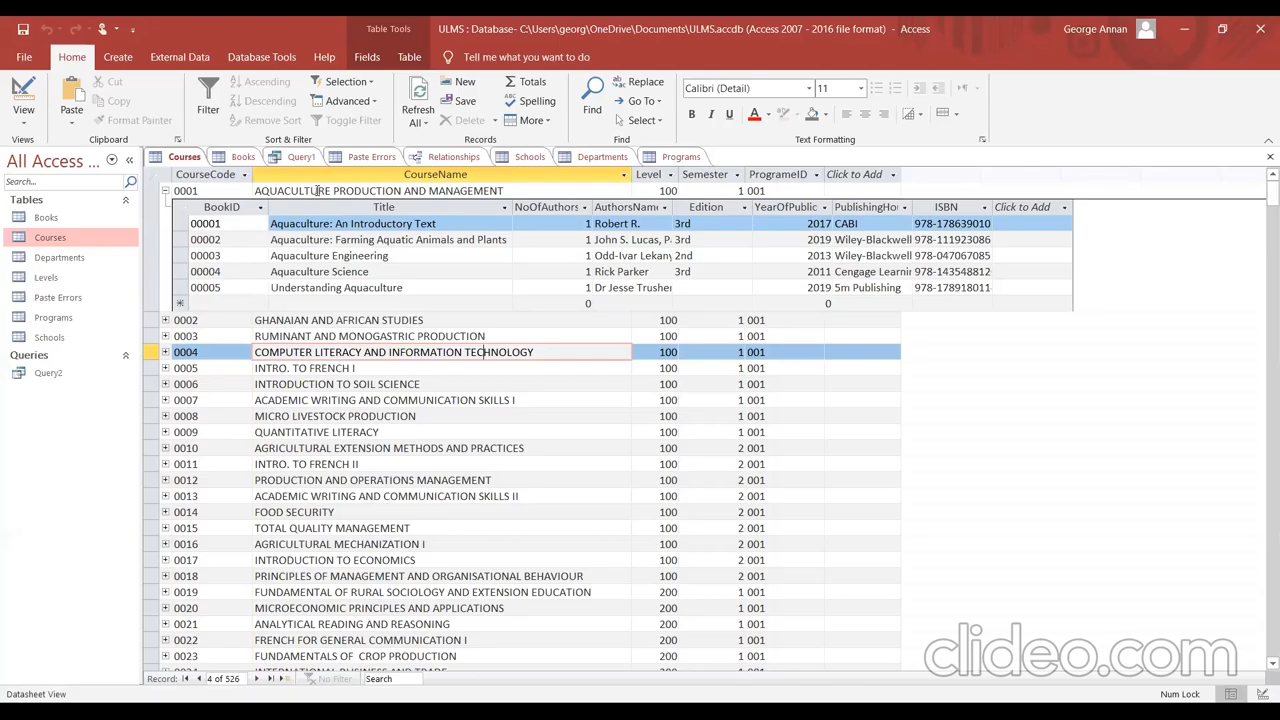 Table Tools ULMS : Database- C:\Users\georg\OneDrive\Documents\ULMS.accdb (Access 2007 - 2016 file format) - Access George Annan
File Home Create External Data Database Tools Help Fields Table Tell me what you want to do
View Views
Paste Cut Copy Format Painter Clipboard
Filter Ascending Descending Remove Sort Selection Advanced Toggle Filter Sort & Filter
Refresh All New Save Delete Totals Spelling More Records
Find Replace Go To Select Find
Calibri (Detail) 11 B I U A Text Formatting
All Access ...
Search...
Tables
Books
Courses
Departments
Levels
Paste Errors
Programs
Schools
Queries
Query2
Courses Books Query1 Paste Errors Relationships Schools Departments Programs
CourseCode CourseName Level Semester ProgrameID Click to Add
0001 AQUACULTURE PRODUCTION AND MANAGEMENT 100 1 001
BookID Title NoOfAuthors AuthorsName Edition YearOfPublic PublishingHou ISBN Click to Add
00001 Aquaculture: An Introductory Text 1 Robert R. 3rd 2017 CABI 978-178639010
00002 Aquaculture: Farming Aquatic Animals and Plants 1 John S. Lucas, P. 3rd 2019 Wiley-Blackwell 978-111923086
00003 Aquaculture Engineering 1 Odd-Ivar Lekany 2nd 2013 Wiley-Blackwell 978-047067085
00004 Aquaculture Science 1 Rick Parker 3rd 2011 Cengage Learnin 978-143548812
00005 Understanding Aquaculture 1 Dr Jesse Trusher 2019 5m Publishing 978-178918011
0 0
0002 GHANAIAN AND AFRICAN STUDIES 100 1 001
0003 RUMINANT AND MONOGASTRIC PRODUCTION 100 1 001
0004 COMPUTER LITERACY AND INFORMATION TECHNOLOGY 100 1 001
0005 INTRO. TO FRENCH I 100 1 001
0006 INTRODUCTION TO SOIL SCIENCE 100 1 001
0007 ACADEMIC WRITING AND COMMUNICATION SKILLS I 100 1 001
0008 MICRO LIVESTOCK PRODUCTION 100 1 001
0009 QUANTITATIVE LITERACY 100 1 001
0010 AGRICULTURAL EXTENSION METHODS AND PRACTICES 100 2 001
0011 INTRO. TO FRENCH II 100 2 001
0012 PRODUCTION AND OPERATIONS MANAGEMENT 100 2 001
0013 ACADEMIC WRITING AND COMMUNICATION SKILLS II 100 2 001
0014 FOOD SECURITY 100 2 001
0015 TOTAL QUALITY MANAGEMENT 100 2 001
0016 AGRICULTURAL MECHANIZATION I 100 2 001
0017 INTRODUCTION TO ECONOMICS 100 2 001
0018 PRINCIPLES OF MANAGEMENT AND ORGANISATIONAL BEHAVIOUR 100 2 001
0019 FUNDAMENTAL OF RURAL SOCIOLOGY AND EXTENSION EDUCATION 200 1 001
0020 MICROECONOMIC PRINCIPLES AND APPLICATIONS 200 1 001
0021 ANALYTICAL READING AND REASONING 200 1 001
0022 FRENCH FOR GENERAL COMMUNICATION I 200 1 001
0023 FUNDAMENTALS OF CROP PRODUCTION 200 1 001
INTERNATIONAL BUSINESS AND TRADE
Record: 4 of 526 No Filter Search
Datasheet View Num Lock
clideo.com